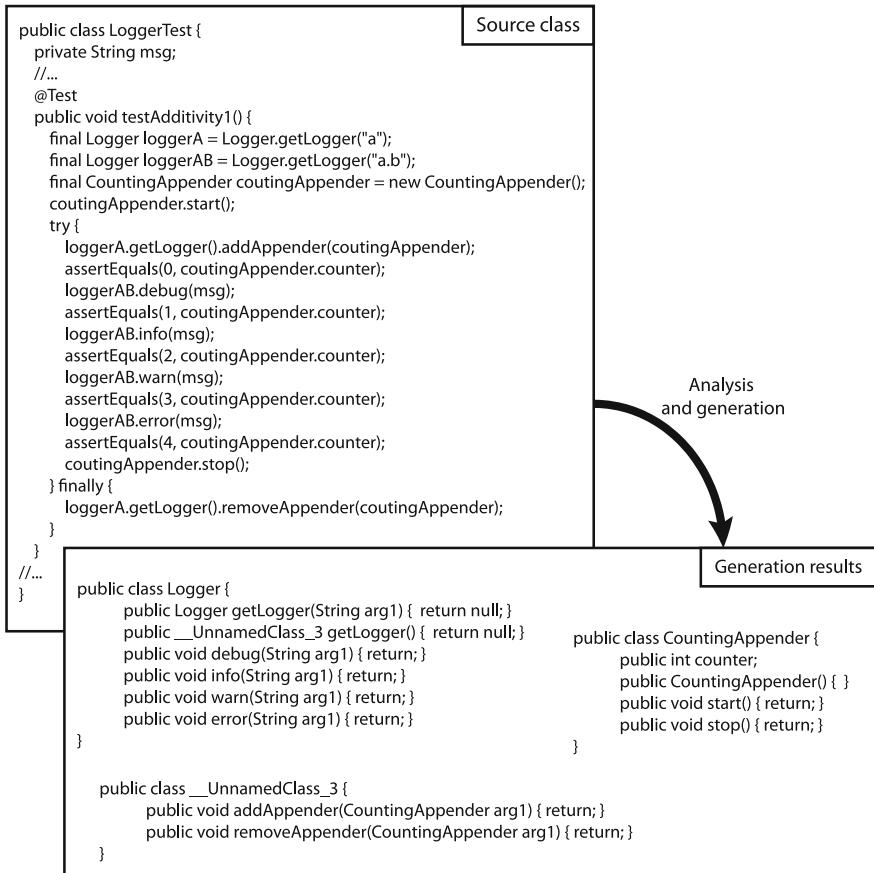 Source class
public class LoggerTest {
private String msg;
//...
@Test
public void testAdditivity1() {
final Logger loggerA = Logger.getLogger("a");
final Logger loggerAB = Logger.getLogger("a.b");
final CountingAppender coutingAppender = new CountingAppender();
coutingAppender.start();
try {
loggerA.getLogger().addAppender(coutingAppender);
assertEquals(0, coutingAppender.counter);
loggerAB.debug(msg);
assertEquals(1, coutingAppender.counter);
loggerAB.info(msg);
assertEquals(2, coutingAppender.counter);
loggerAB.warn(msg);
assertEquals(3, coutingAppender.counter);
loggerAB.error(msg);
assertEquals(4, coutingAppender.counter);
coutingAppender.stop();
} finally {
loggerA.getLogger().removeAppender(coutingAppender);
}
}
//...
}
Analysis
and generation
Generation results
public class Logger {
public Logger getLogger(String arg1) { return null; }
public __UnnamedClass_3 getLogger() { return null; }
public void debug(String arg1) { return; }
public void info(String arg1) { return; }
public void warn(String arg1) { return; }
public void error(String arg1) { return; }
}
public class CountingAppender {
public int counter;
public CountingAppender() { }
public void start() { return; }
public void stop() { return; }
}
public class __UnnamedClass_3 {
public void addAppender(CountingAppender arg1) { return; }
public void removeAppender(CountingAppender arg1) { return; }
}